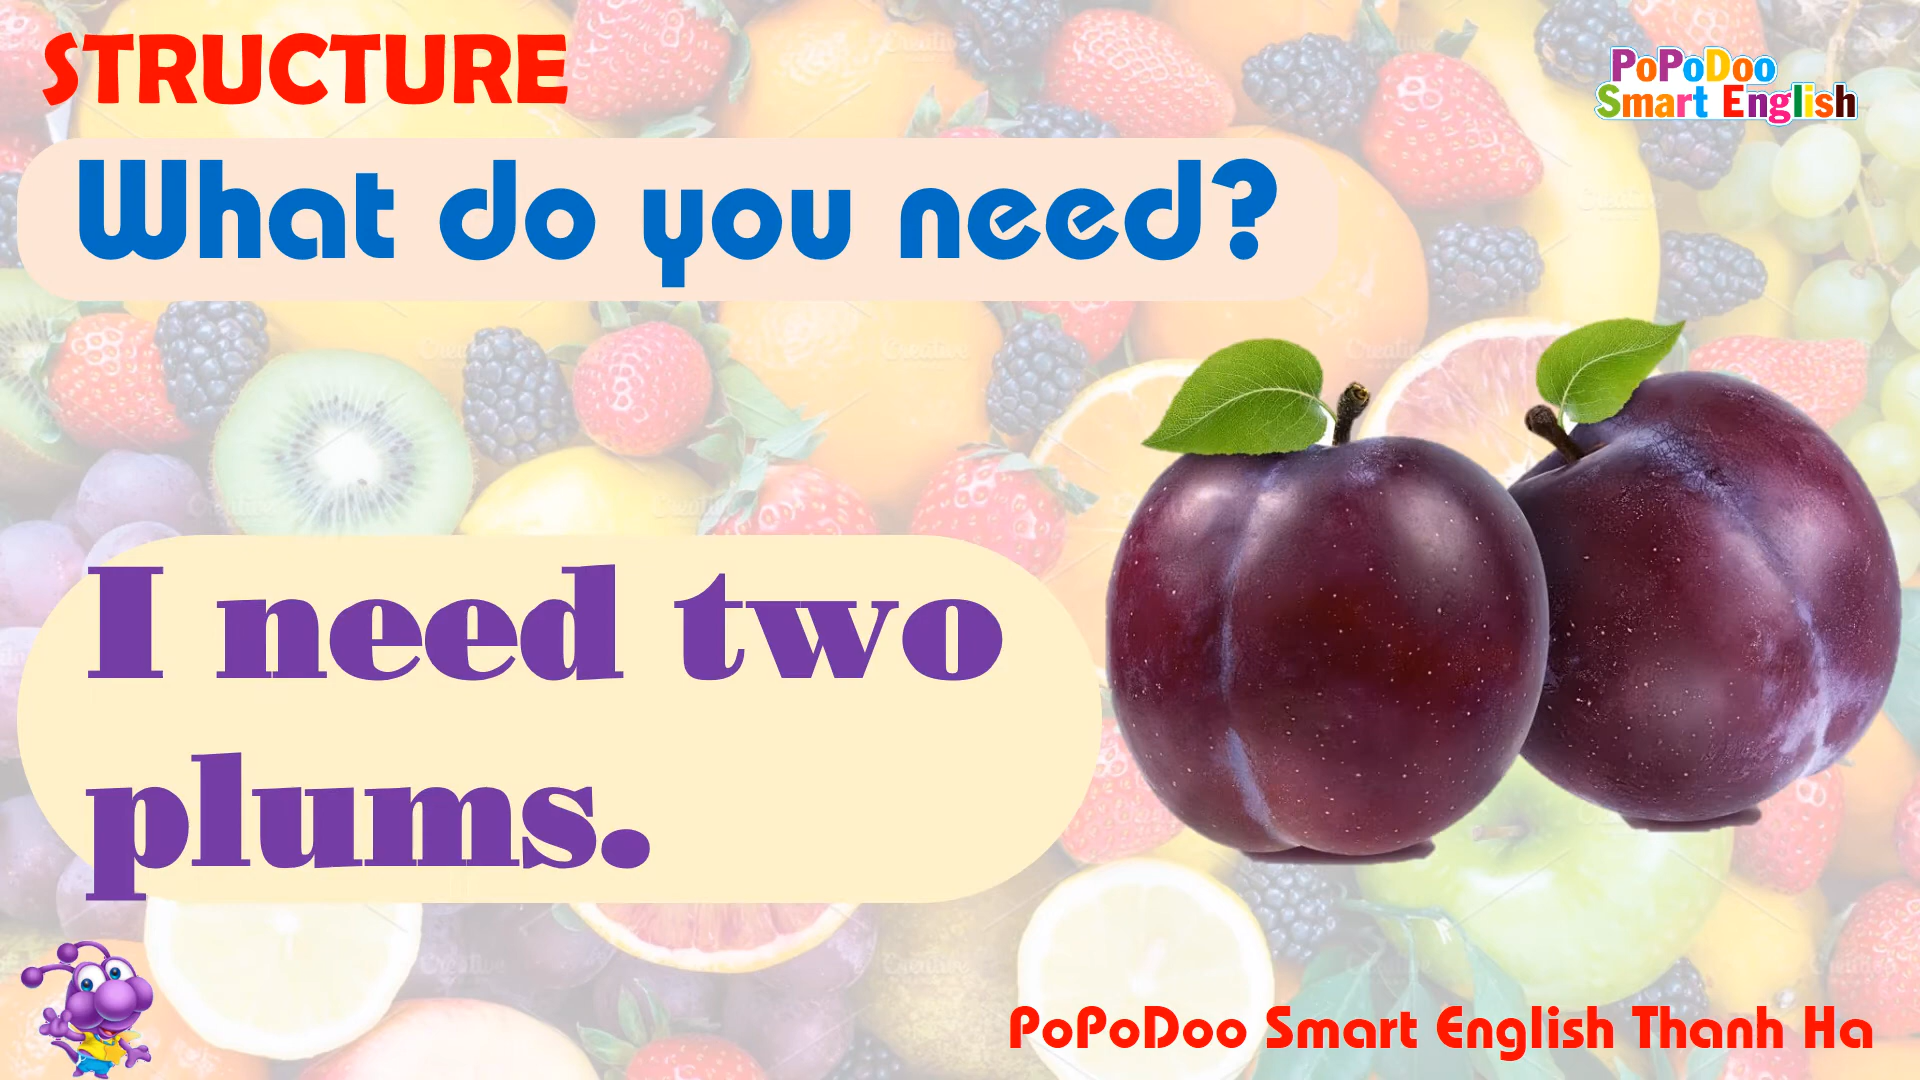 STRUCTURE
PoPoDoo
Smart English
What do you need?
I need two
plums.
PoPoDoo Smart English Thanh Ha